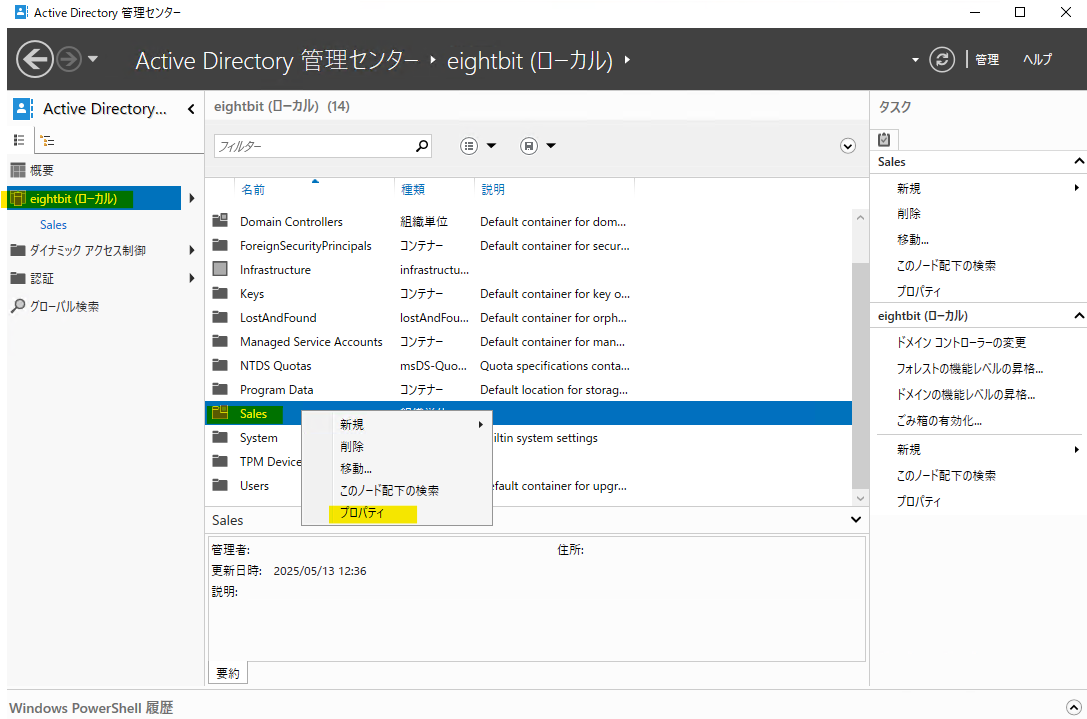 Active Directory 管理センター
Active Directory 管理センター eightbit (ローカル)
管理
ヘルプ
Active Directory...
概要
eightbit (ローカル)
Sales
ダイナミック アクセス制御
認証
グローバル検索
eightbit (ローカル) (14)
フィルター
名前 種類 説明
Domain Controllers 組織単位 Default container for dom...
ForeignSecurityPrincipals コンテナー Default container for secur...
Infrastructure infrastructu...
Keys コンテナー Default container for key o...
LostAndFound lostAndFou... Default container for orph...
Managed Service Accounts コンテナー Default container for man...
NTDS Quotas msDS-Quo... Quota specifications conta...
Program Data コンテナー Default location for storag...
Sales
System iltin system settings
TPM Device
Users efault container for upgr...
新規
削除
移動...
このノード配下の検索
プロパティ
Sales
管理者: 住所:
更新日時: 2025/05/13 12:36
説明:
要約
タスク
Sales
新規
削除
移動...
このノード配下の検索
プロパティ
eightbit (ローカル)
ドメイン コントローラーの変更
フォレストの機能レベルの昇格...
ドメインの機能レベルの昇格...
ごみ箱の有効化...
新規
このノード配下の検索
プロパティ
Windows PowerShell 履歴